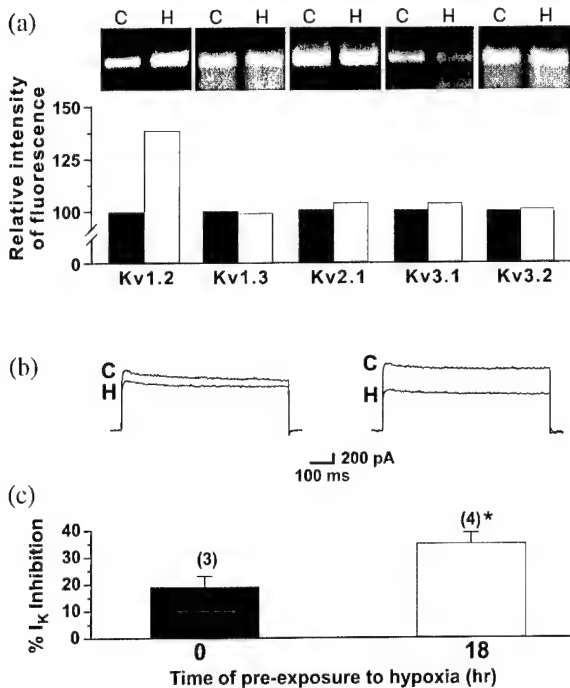 (a)
C H C H C H C H C H
Relative intensity
of fluorescence
150
125
100
0
Kv1.2 Kv1.3 Kv2.1 Kv3.1 Kv3.2
(b)
C
H
C
H
200 pA
100 ms
(c)
% I_K Inhibition
40
30
20
10
0
(3)
(4)*
0 18
Time of pre-exposure to hypoxia (hr)